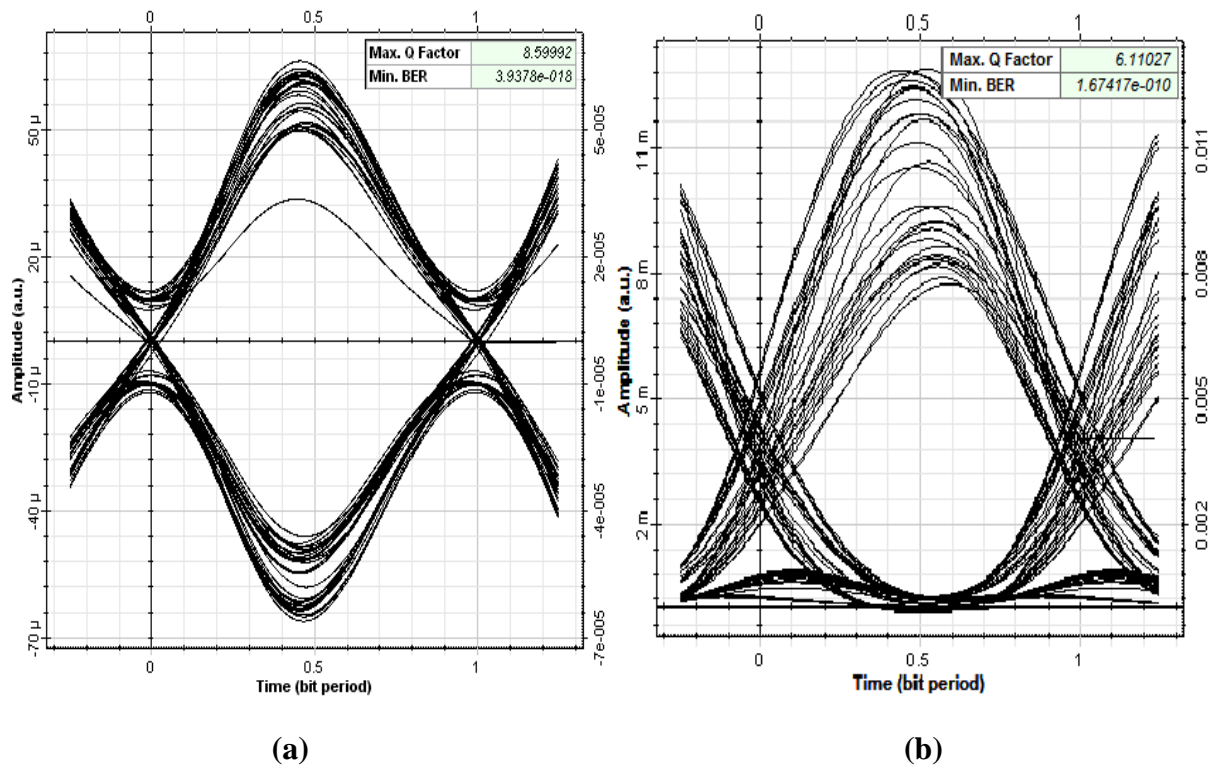 0 0.5 1
Max. Q Factor 8.59992
Min. BER 3.9378e-018
Amplitude (a.u.)
50 µ
20 µ
-10 µ
-40 µ
-70 µ
5e-005
2e-005
-1e-005
-4e-005
-7e-005
0 0.5 1
Time (bit period)
(a)
0 0.5 1
Max. Q Factor 6.11027
Min. BER 1.67417e-010
Amplitude (a.u.)
11 m
8 m
5 m
2 m
0.011
0.008
0.005
0.002
0 0.5 1
Time (bit period)
(b)